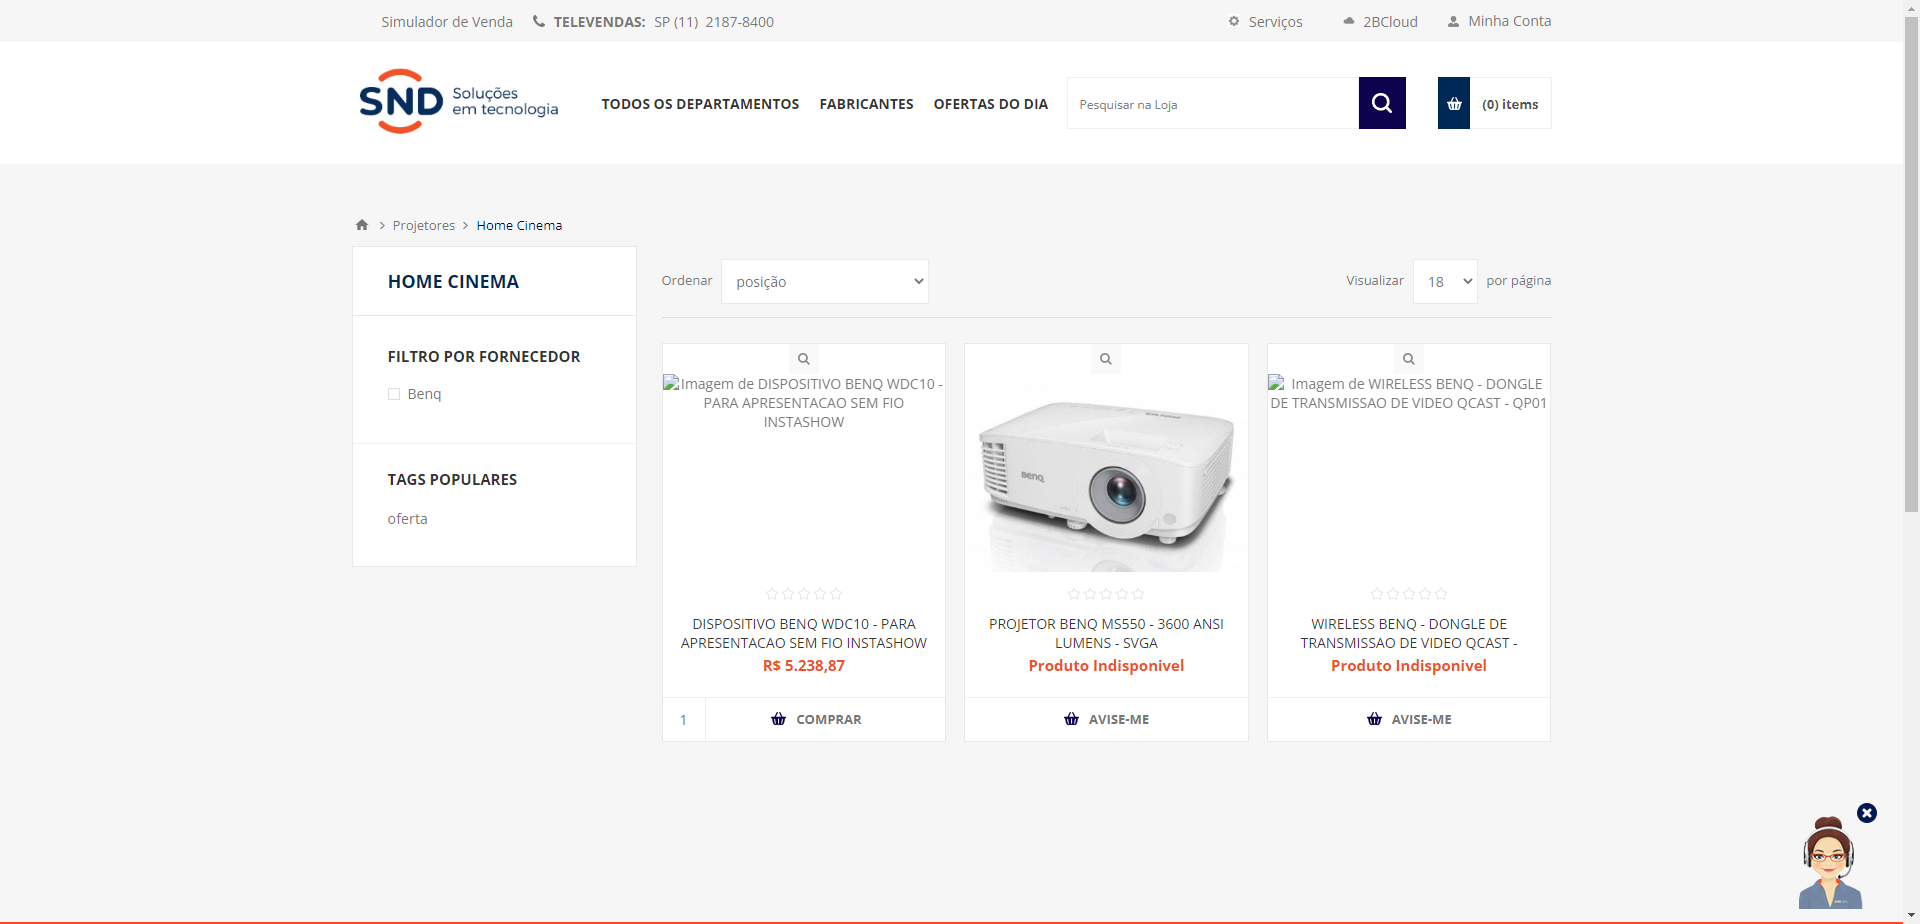 Simulador de Venda
TELEVENDAS: SP (11) 2187-8400
Serviços
2BCloud
Minha Conta
SND Soluções
em tecnologia
TODOS OS DEPARTAMENTOS
FABRICANTES
OFERTAS DO DIA
Pesquisar na Loja
(0) items
Projetores
Home Cinema
HOME CINEMA
FILTRO POR FORNECEDOR
Benq
TAGS POPULARES
oferta
Ordenar
posição
Visualizar
18
por página
Imagem de DISPOSITIVO BENQ WDC10 -
PARA APRESENTACAO SEM FIO
INSTASHOW
DISPOSITIVO BENQ WDC10 - PARA
APRESENTACAO SEM FIO INSTASHOW
R$ 5.238,87
1
COMPRAR
BenQ
PROJETOR BENQ MS550 - 3600 ANSI
LUMENS - SVGA
Produto Indisponivel
AVISE-ME
Imagem de WIRELESS BENQ - DONGLE
DE TRANSMISSAO DE VIDEO QCAST - QP01
WIRELESS BENQ - DONGLE DE
TRANSMISSAO DE VIDEO QCAST -
Produto Indisponivel
AVISE-ME